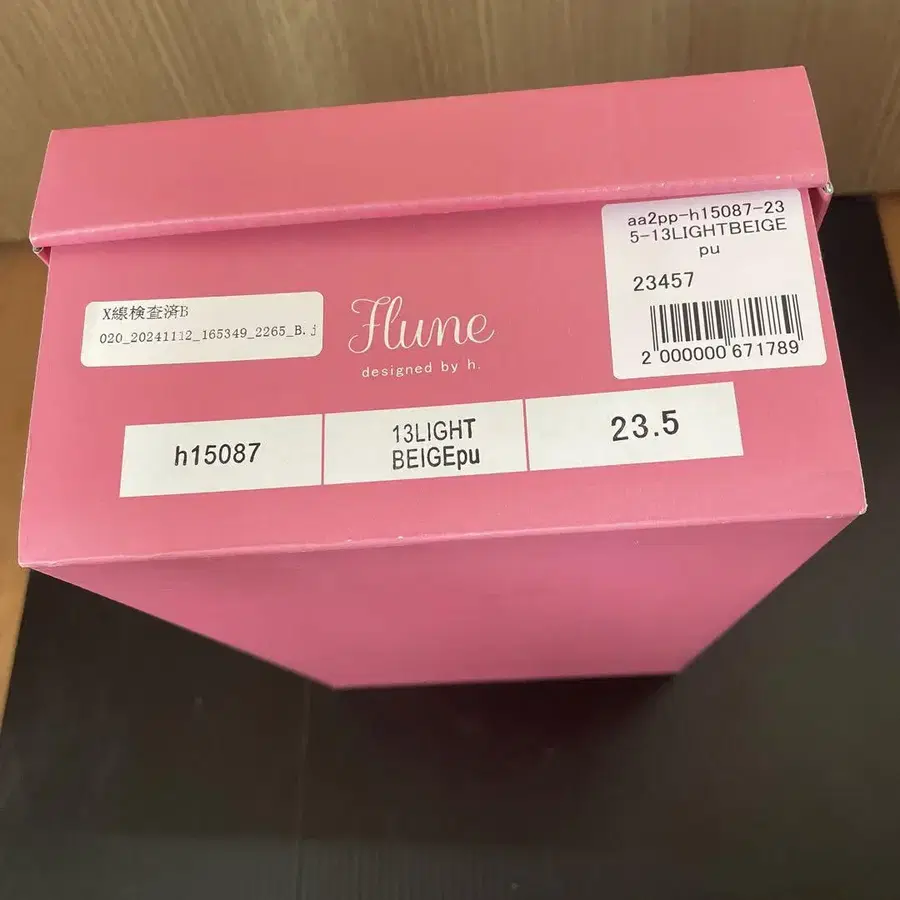 aa2pp-h15087-23
5-13LIGHTBEIGE
pu
23457
2 000000 671789
X線検査済B
020_20241112_165349_2265_B.j
Flune
designed by h.
h15087
13LIGHT
BEIGEpu
23.5